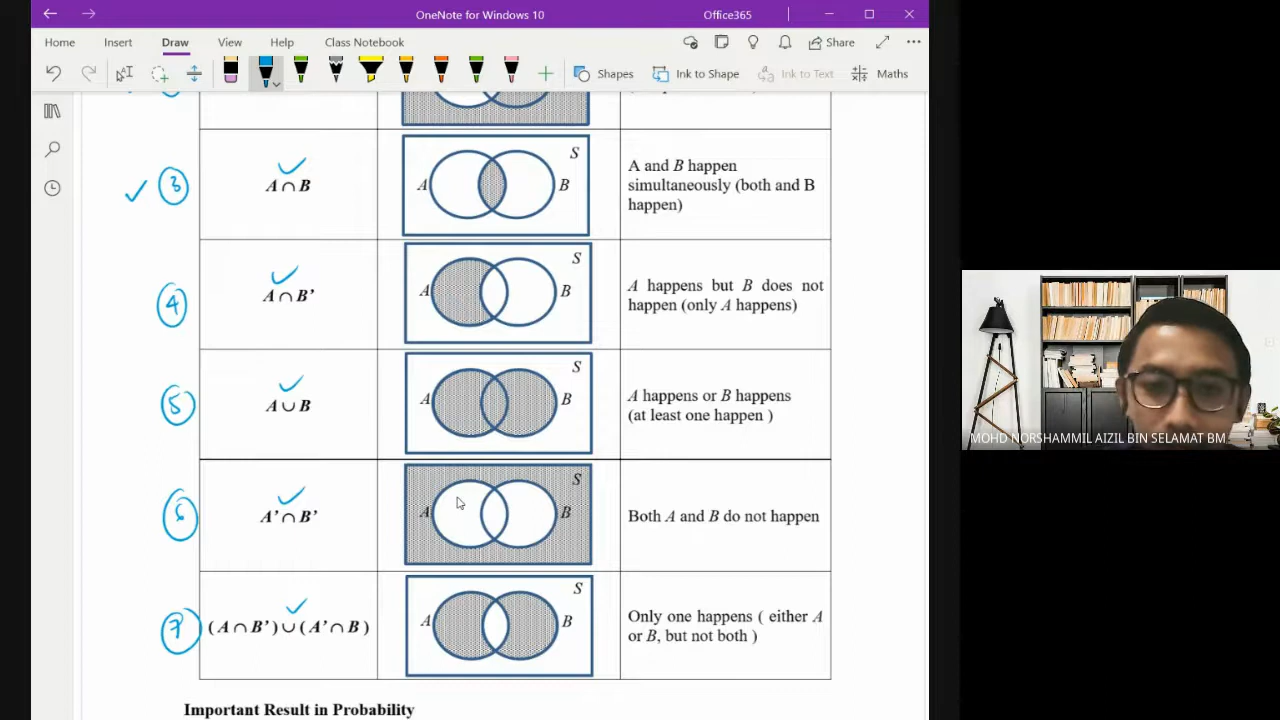 OneNote for Windows 10
Office365
Home Insert Draw View Help Class Notebook
Share
Shapes
Ink to Shape
Ink to Text
Maths
3
A ∩ B
A
S
B
A and B happen
simultaneously (both and B
happen)
4
A ∩ B’
A
S
B
A happens but B does not
happen (only A happens)
5
A ∪ B
A
S
B
A happens or B happens
(at least one happen )
6
A’ ∩ B’
A
S
B
Both A and B do not happen
7
( A ∩ B’ ) ∪ ( A’ ∩ B )
A
S
B
Only one happens ( either A
or B, but not both )
Important Result in Probability
MOHD NORSHAMMIL AIZIL BIN SELAMAT BM